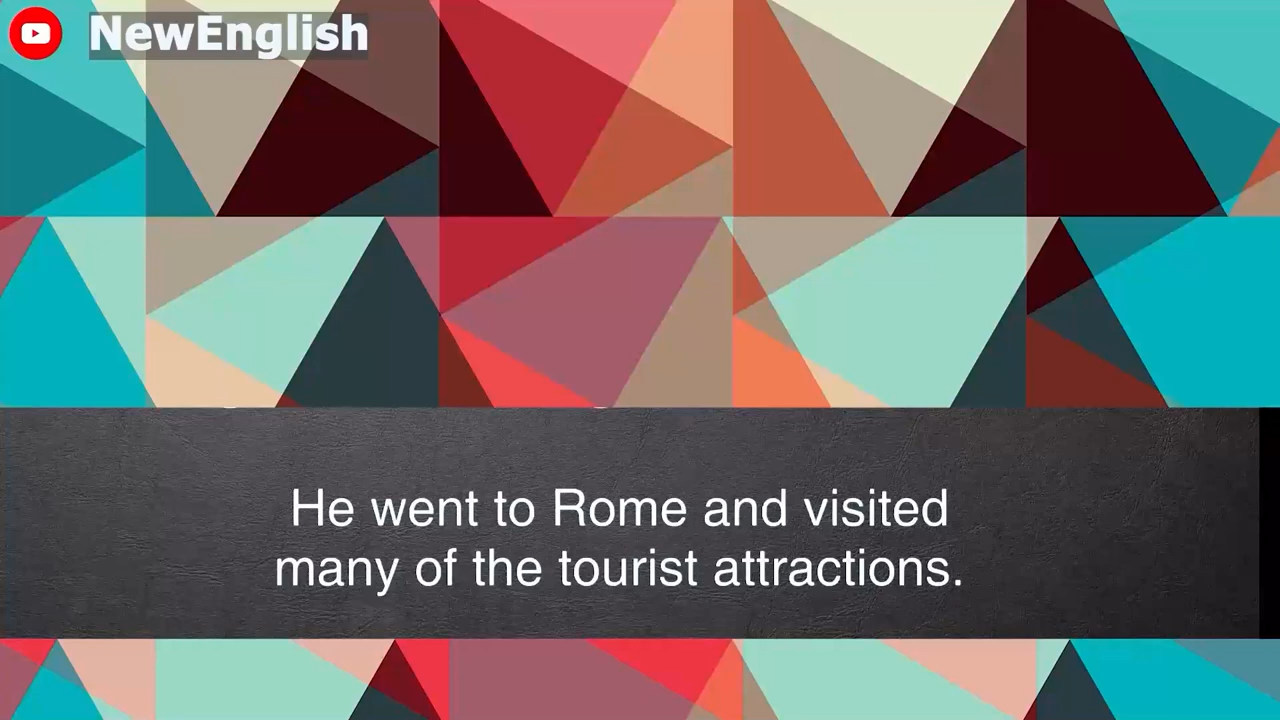 NewEnglish
He went to Rome and visited
many of the tourist attractions.